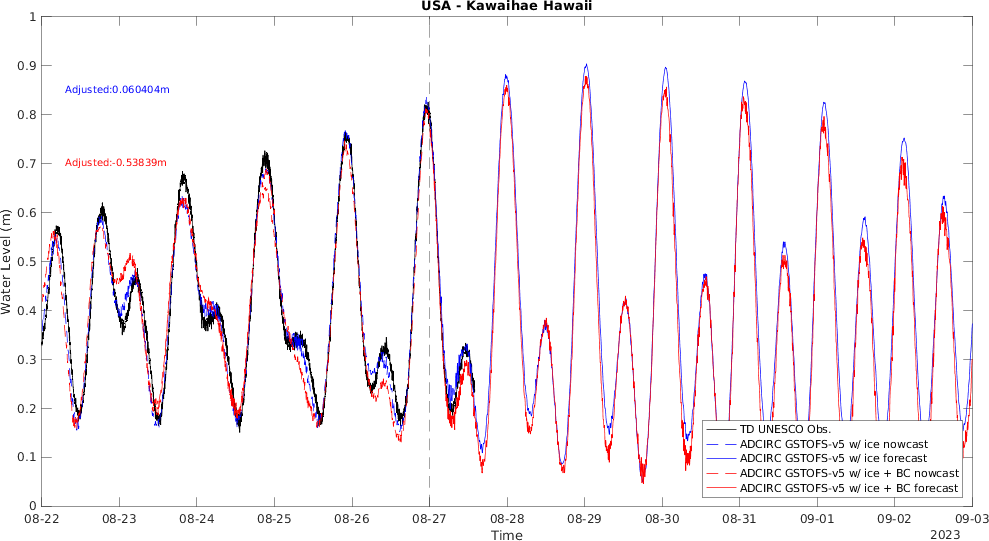 USA - Kawaihae Hawaii
1
0.9
0.8
0.7
0.6
0.5
0.4
0.3
0.2
0.1
0
Water Level (m)
Adjusted:0.060404m
Adjusted:-0.53839m
TD UNESCO Obs.
ADCIRC GSTOFS-v5 w/ ice nowcast
ADCIRC GSTOFS-v5 w/ ice forecast
ADCIRC GSTOFS-v5 w/ ice + BC nowcast
ADCIRC GSTOFS-v5 w/ ice + BC forecast
08-22 08-23 08-24 08-25 08-26 08-27 08-28 08-29 08-30 08-31 09-01 09-02 09-03
Time
2023